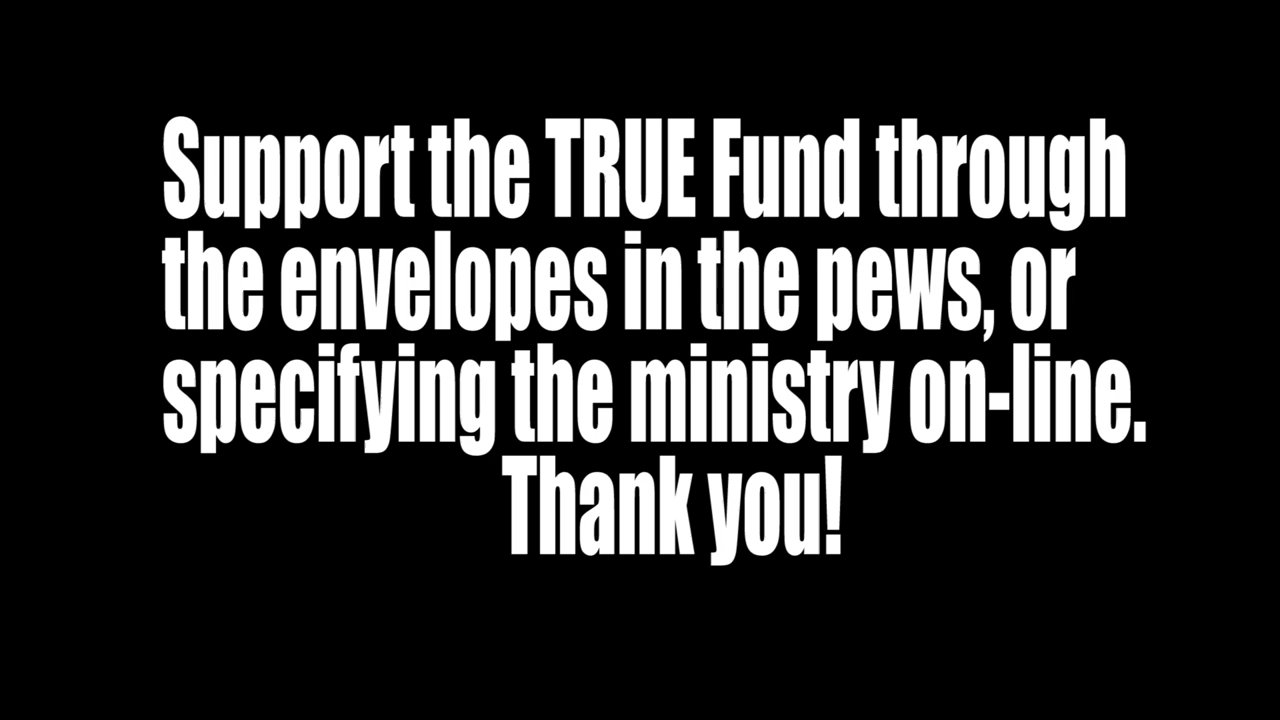 Support the TRUE Fund through
the envelopes in the pews, or
specifying the ministry on-line.
Thank you!